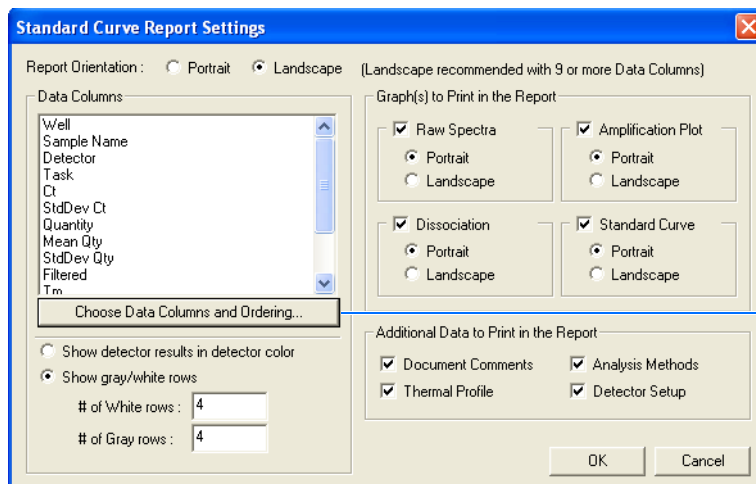 Standard Curve Report Settings
Report Orientation : Portrait Landscape (Landscape recommended with 9 or more Data Columns)
Data Columns
Well
Sample Name
Detector
Task
Ct
StdDev Ct
Quantity
Mean Qty
StdDev Qty
Filtered
Tm
Choose Data Columns and Ordering...
Show detector results in detector color
Show gray/white rows
# of White rows : 4
# of Gray rows : 4
Graph(s) to Print in the Report
Raw Spectra
Portrait
Landscape
Amplification Plot
Portrait
Landscape
Dissociation
Portrait
Landscape
Standard Curve
Portrait
Landscape
Additional Data to Print in the Report
Document Comments Analysis Methods
Thermal Profile Detector Setup
OK Cancel